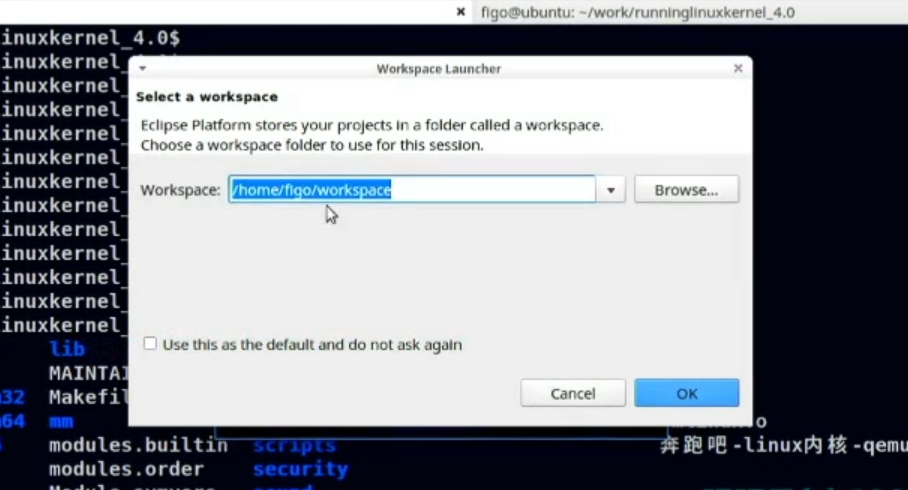 figo@ubuntu: ~/work/runninglinuxkernel_4.0
inuxkernel_4.0$
inuxkernel_
Workspace Launcher
inuxkernel_
Select a workspace
inuxkernel_
Eclipse Platform stores your projects in a folder called a workspace.
inuxkernel_
Choose a workspace folder to use for this session.
inuxkernel_
inuxkernel_
Workspace: /home/figo/workspace Browse...
inuxkernel_
inuxkernel_
inuxkernel_
inuxkernel_
inuxkernel_
inuxkernel_
inuxkernel_
lib
Use this as the default and do not ask again
MAINTAI
32 Makefil
Cancel OK
64 mm
modules.builtin scripts 奔跑吧-linux内核-qemu
modules.order security